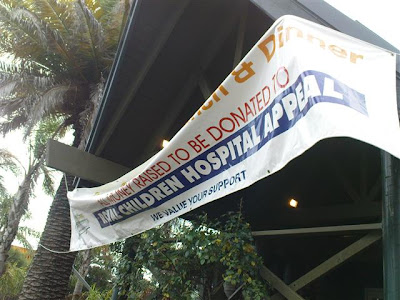 & Dinner
MONEY RAISED TO BE DONATED TO
CHILDREN HOSPITAL APPEAL
WE VALUE YOUR SUPPORT